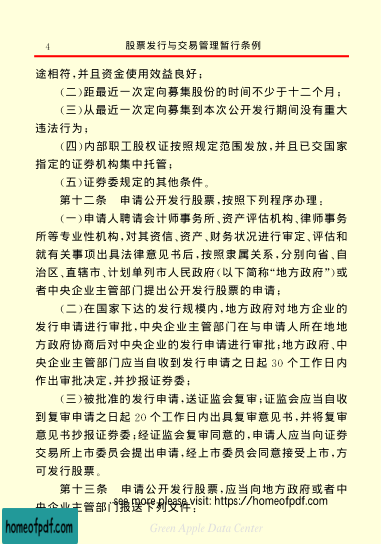 4 股票发行与交易管理暂行条例
途相符,并且资金使用效益良好;
(二)距最近一次定向募集股份的时间不少于十二个月;
(三)从最近一次定向募集到本次公开发行期间没有重大
违法行为;
(四)内部职工股权证按照规定范围发放,并且已交国家
指定的证券机构集中托管;
(五)证券委规定的其他条件。
第十二条 申请公开发行股票,按照下列程序办理:
(一)申请人聘请会计师事务所、资产评估机构、律师事务
所等专业性机构,对其资信、资产、财务状况进行审定、评估和
就有关事项出具法律意见书后,按照隶属关系,分别向省、自
治区、直辖市、计划单列市人民政府(以下简称“地方政府”)或
者中央企业主管部门提出公开发行股票的申请;
(二)在国家下达的发行规模内,地方政府对地方企业的
发行申请进行审批,中央企业主管部门在与申请人所在地地
方政府协商后对中央企业的发行申请进行审批;地方政府、中
央企业主管部门应当自收到发行申请之日起30个工作日内
作出审批决定,并抄报证券委;
(三)被批准的发行申请,送证监会复审;证监会应当自收
到复审申请之日起20个工作日内出具复审意见书,并将复审
意见书抄报证券委;经证监会复审同意的,申请人应当向证券
交易所上市委员会提出申请,经上市委员会同意接受上市,方
可发行股票。
第十三条 申请公开发行股票,应当向地方政府或者中
央企业主管部门报送下列文件:
see more please visit: https://homeofpdf.com
homeofpdf.com
Green Apple Data Center